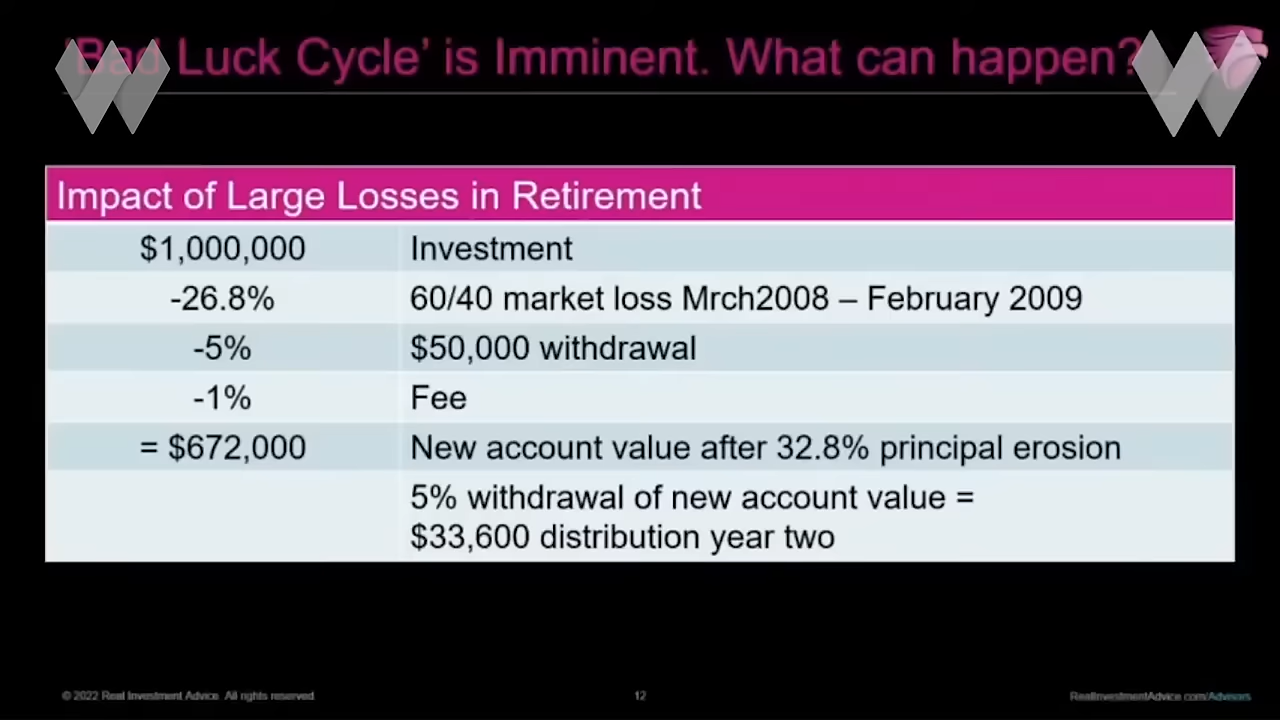 'Bad Luck Cycle' is Imminent. What can happen?
Impact of Large Losses in Retirement
$1,000,000 Investment
-26.8% 60/40 market loss Mrch2008 – February 2009
-5% $50,000 withdrawal
-1% Fee
= $672,000 New account value after 32.8% principal erosion
5% withdrawal of new account value =
$33,600 distribution year two
© 2022 Real Investment Advice. All rights reserved.
12
RealInvestmentAdvice.com/Advisors